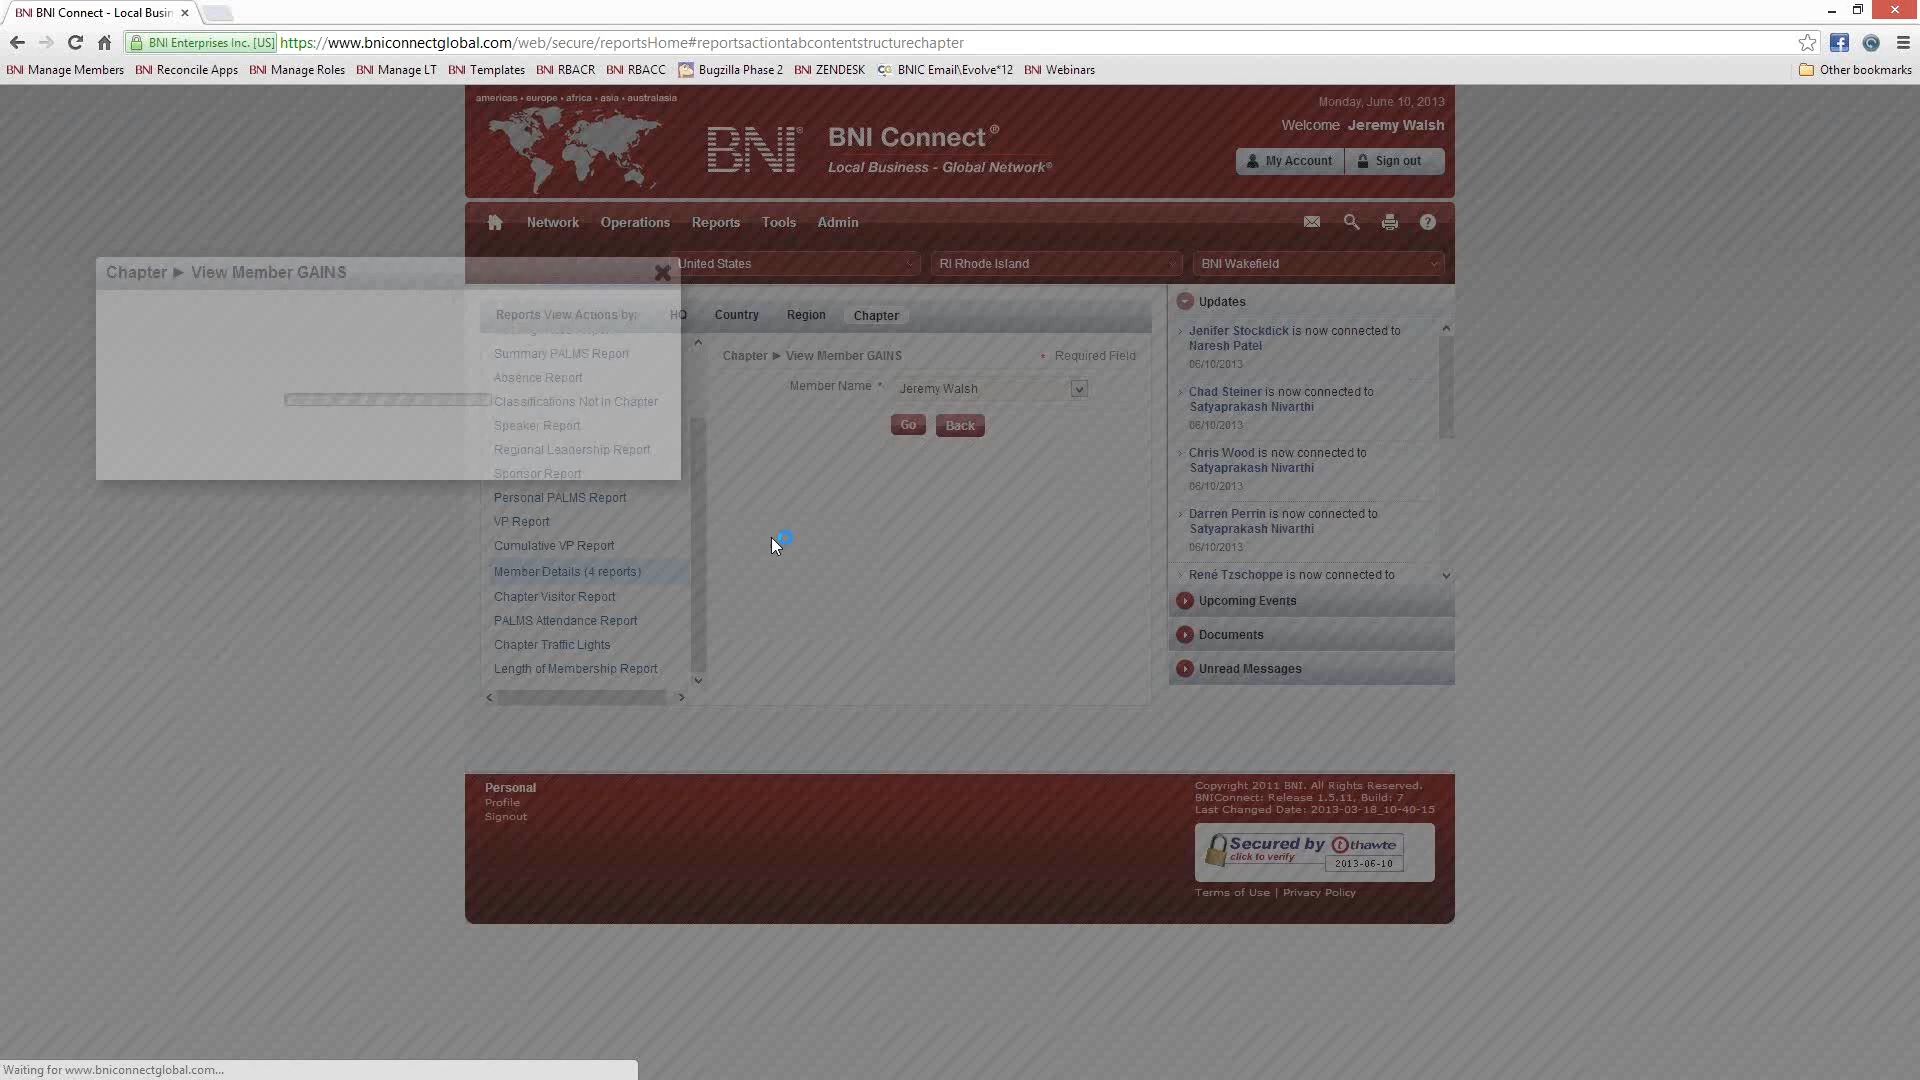 BNI BNI Connect - Local Busin
BNI Enterprises Inc. [US] https://www.bniconnectglobal.com/web/secure/reportsHome#reportsactiontabcontentstructurechapter
BNI Manage Members BNI Reconcile Apps BNI Manage Roles BNI Manage LT BNI Templates BNI RBACR BNI RBACC Bugzilla Phase 2 BNI ZENDESK BNIC Email\Evolve*12 BNI Webinars Other bookmarks
americas • europe • africa • asia • australasia
Monday, June 10, 2013
Welcome Jeremy Walsh
BNI® BNI Connect®
Local Business - Global Network®
My Account Sign out
Network Operations Reports Tools Admin
United States RI Rhode Island BNI Wakefield
Chapter ► View Member GAINS
Reports View Actions by: HQ Country Region Chapter
Summary PALMS Report
Absence Report
Classifications Not In Chapter
Speaker Report
Regional Leadership Report
Sponsor Report
Personal PALMS Report
VP Report
Cumulative VP Report
Member Details (4 reports)
Chapter Visitor Report
PALMS Attendance Report
Chapter Traffic Lights
Length of Membership Report
Chapter ► View Member GAINS * Required Field
Member Name * Jeremy Walsh
Go Back
Updates
Jenifer Stockdick is now connected to
Naresh Patel
06/10/2013
Chad Steiner is now connected to
Satyaprakash Nivarthi
06/10/2013
Chris Wood is now connected to
Satyaprakash Nivarthi
06/10/2013
Darren Perrin is now connected to
Satyaprakash Nivarthi
06/10/2013
René Tzschoppe is now connected to
Upcoming Events
Documents
Unread Messages
Personal
Profile
Signout
Copyright 2011 BNI. All Rights Reserved.
BNIConnect: Release 1.5.11, Build: 7
Last Changed Date: 2013-03-18_10-40-15
Secured by thawte
click to verify
2013-06-10
Terms of Use | Privacy Policy
Waiting for www.bniconnectglobal.com...